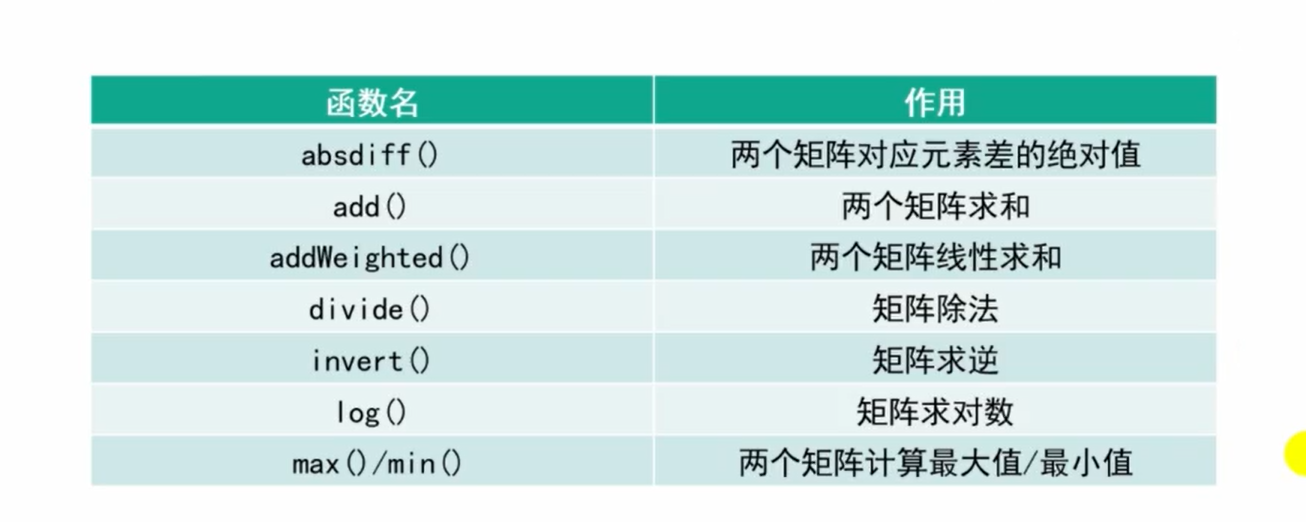 函数名 作用
absdiff() 两个矩阵对应元素差的绝对值
add() 两个矩阵求和
addWeighted() 两个矩阵线性求和
divide() 矩阵除法
invert() 矩阵求逆
log() 矩阵求对数
max()/min() 两个矩阵计算最大值/最小值